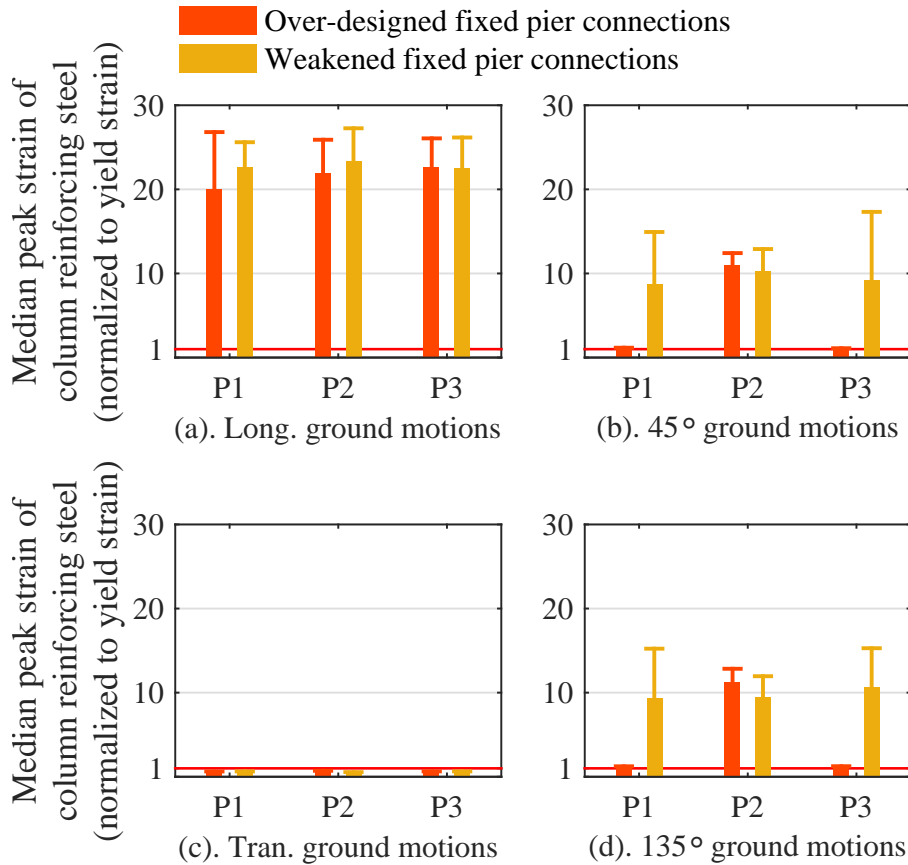 Over-designed fixed pier connections
Weakened fixed pier connections
Median peak strain of
column reinforcing steel
(normalized to yield strain)
30
20
10
1
P1 P2 P3
(a). Long. ground motions
30
20
10
1
P1 P2 P3
(b). 45° ground motions
Median peak strain of
column reinforcing steel
(normalized to yield strain)
30
20
10
1
P1 P2 P3
(c). Tran. ground motions
30
20
10
1
P1 P2 P3
(d). 135° ground motions